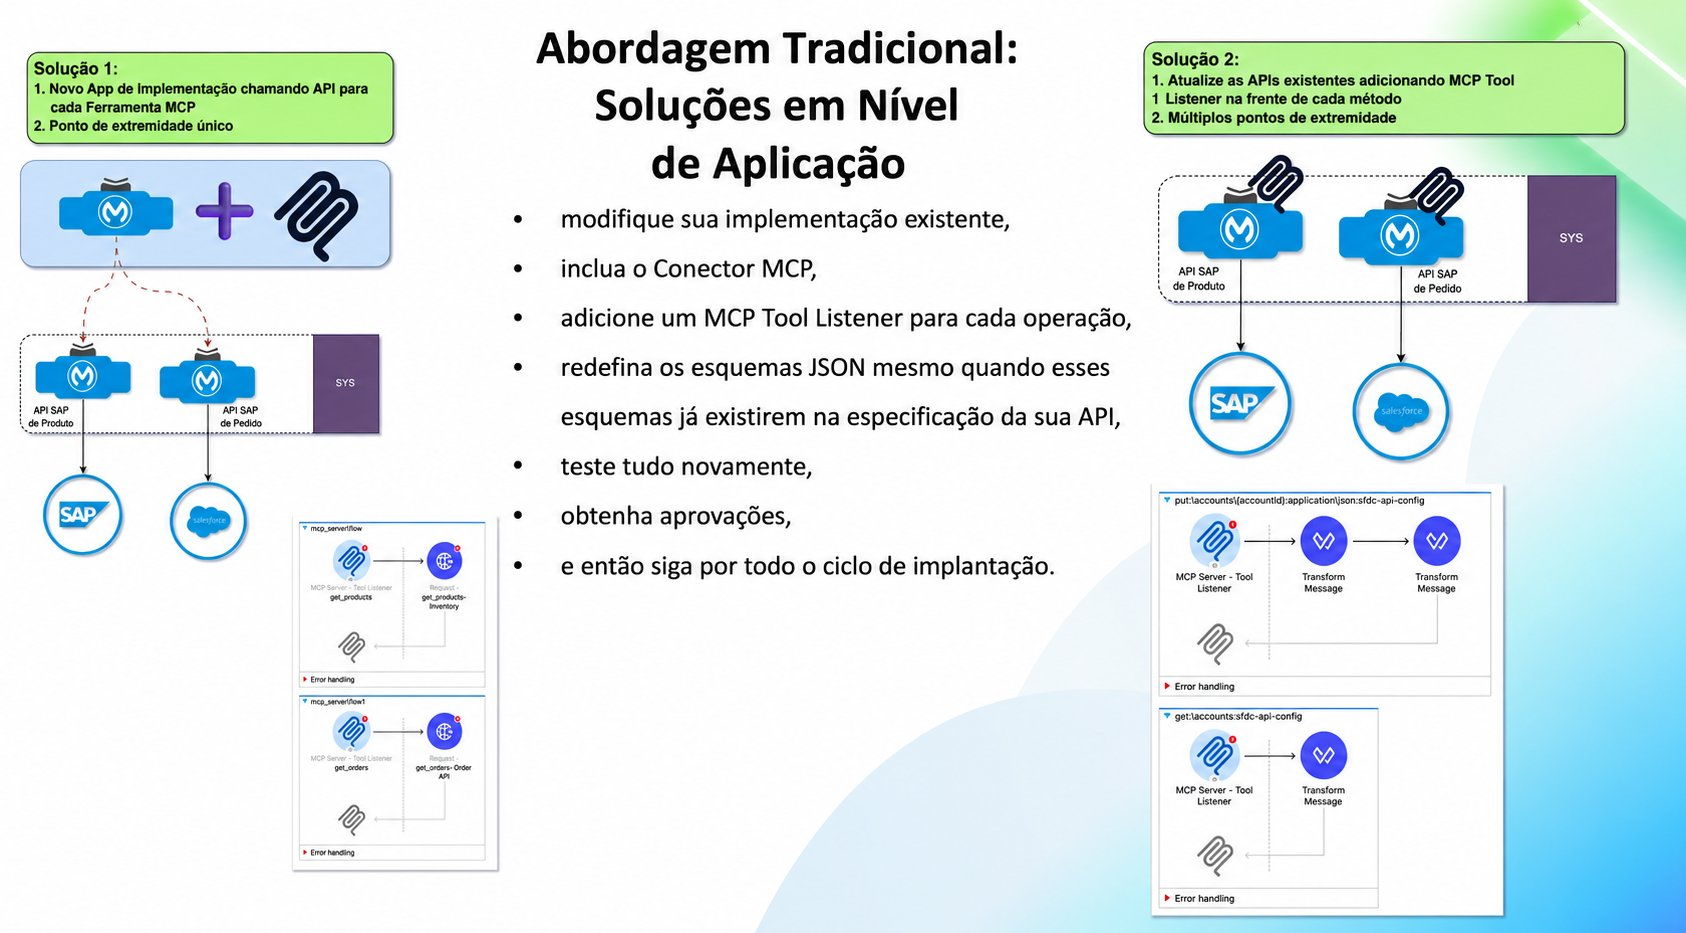 Abordagem Tradicional:
Soluções em Nível
de Aplicação
Solução 1:
1. Novo App de Implementação chamando API para
cada Ferramenta MCP
2. Ponto de extremidade único
SYS
API SAP
de Produto
API SAP
de Pedido
SAP
salesforce
mcp_server\flow
MCP Server - Tecl Listener
get_products
Request -
get_products-
Inventory
Error handling
mcp_server\flow1
MCP Server - Tool Listener
get_orders
Request -
get_orders- Order
API
Error handling
• modifique sua implementação existente,
• inclua o Conector MCP,
• adicione um MCP Tool Listener para cada operação,
• redefina os esquemas JSON mesmo quando esses
esquemas já existirem na especificação da sua API,
• teste tudo novamente,
• obtenha aprovações,
• e então siga por todo o ciclo de implantação.
Solução 2:
1. Atualize as APIs existentes adicionando MCP Tool
1 Listener na frente de cada método
2. Múltiplos pontos de extremidade
SYS
API SAP
de Produto
API SAP
de Pedido
SAP
salesforce
put:\accounts\{accountId}:application\json:sfdc-api-config
MCP Server - Tool
Listener
Transform
Message
Transform
Message
Error handling
get:\accounts:sfdc-api-config
MCP Server - Tool
Listener
Transform
Message
Error handling